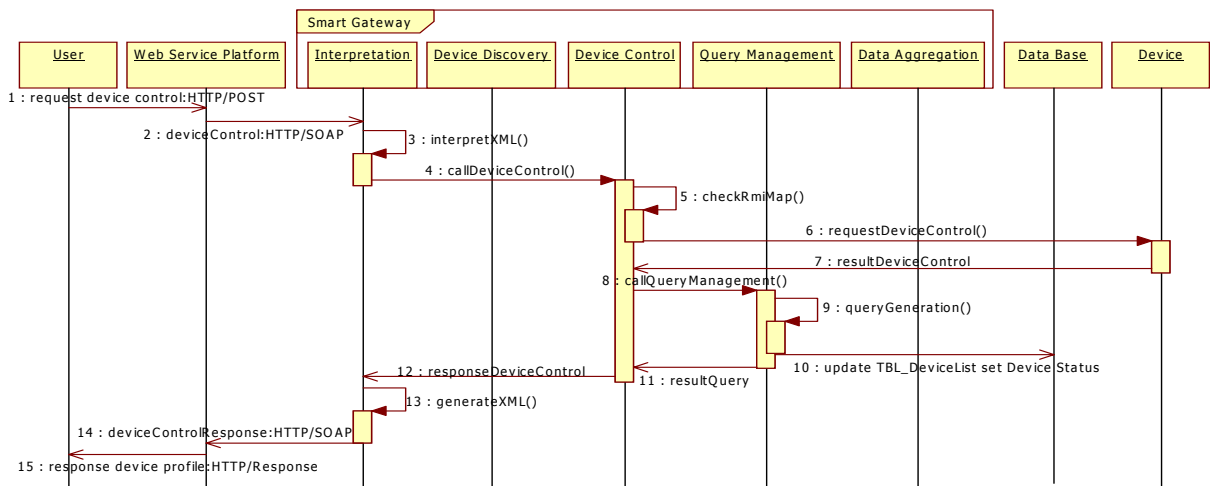 Smart Gateway
User
Web Service Platform
Interpretation
Device Discovery
Device Control
Query Management
Data Aggregation
Data Base
Device
1 : request device control:HTTP/POST
2 : deviceControl:HTTP/SOAP
3 : interpretXML()
4 : callDeviceControl()
5 : checkRmiMap()
6 : requestDeviceControl()
7 : resultDeviceControl
8 : callQueryManagement()
9 : queryGeneration()
10 : update TBL_DeviceList set Device Status
11 : resultQuery
12 : responseDeviceControl
13 : generateXML()
14 : deviceControlResponse:HTTP/SOAP
15 : response device profile:HTTP/Response